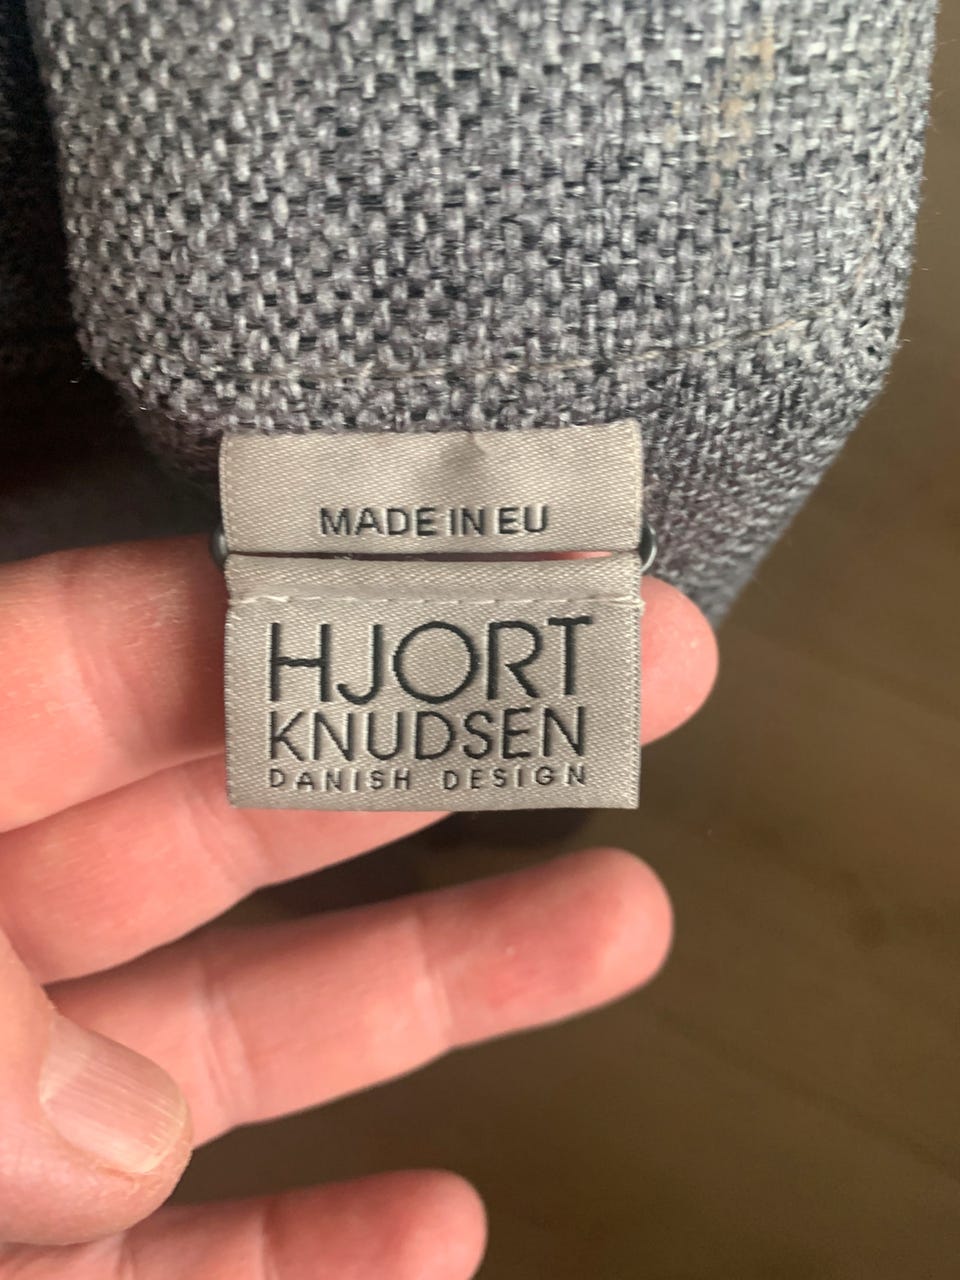 MADE IN EU
HJORT
KNUDSEN
DANISH DESIGN